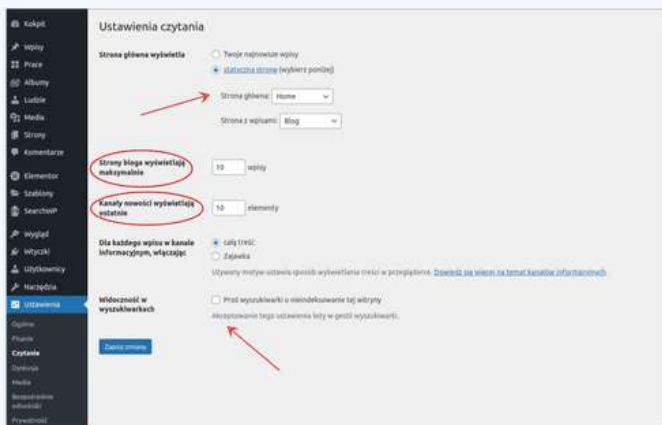 Kokpit
Wpisy
Prace
Albumy
Ludzie
Media
Strony
Komentarze
Elementor
Szablony
SearchWP
Wygląd
Wtyczki
Użytkownicy
Narzędzia
Ustawienia
Ogólne
Pisanie
Czytanie
Dyskusja
Media
Bezpośrednie
odnośniki
Prywatność
Ustawienia czytania
Strona główna wyświetla
Twoje najnowsze wpisy
statyczną stronę (wybierz poniżej)
Strona główna: Home
Strona z wpisami: Blog
Strony bloga wyświetlają
maksymalnie
10 wpisy
Kanały nowości wyświetlają
ostatnie
10 elementy
Dla każdego wpisu w kanale
informacyjnym, włączając
całą treść
Zajawka
Używany motyw ustawia sposób wyświetlania treści w przeglądarce. Dowiedz się więcej na temat kanałów informacyjnych.
Widoczność w
wyszukiwarkach
Proś wyszukiwarki o nieindeksowanie tej witryny
Akceptowanie tego ustawienia leży w gestii wyszukiwarki.
Zapisz zmiany